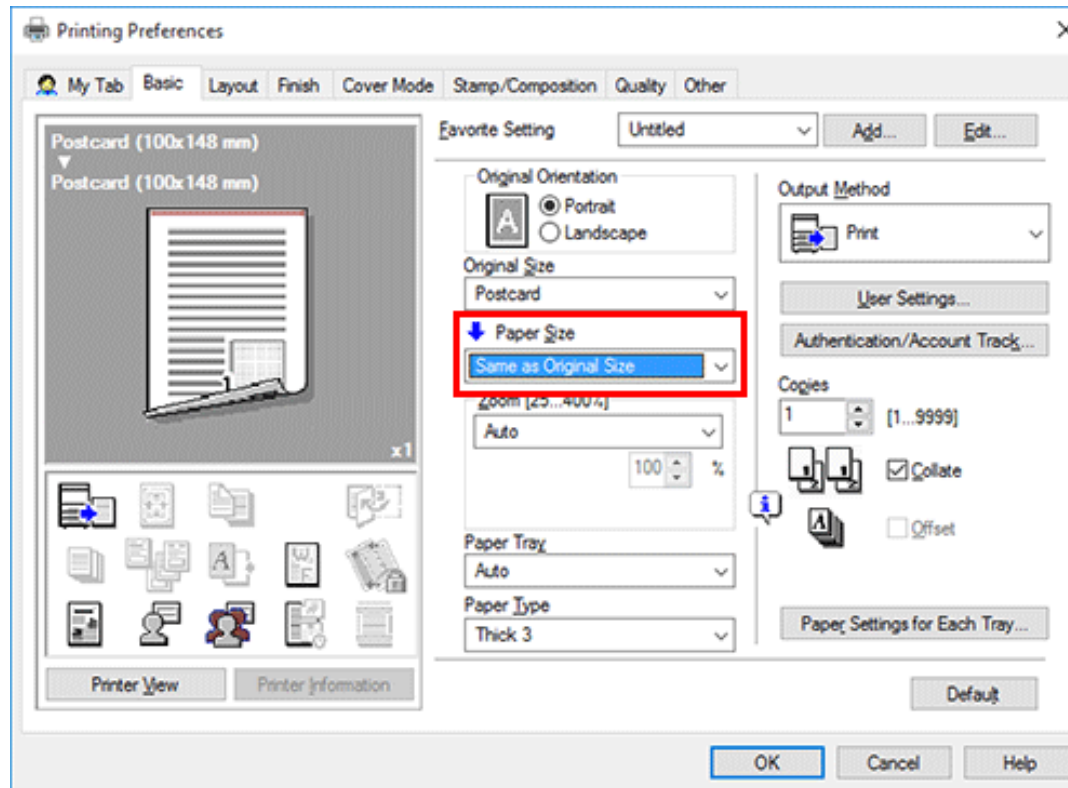 Printing Preferences
My Tab Basic Layout Finish Cover Mode Stamp/Composition Quality Other
Postcard (100x148 mm)
Postcard (100x148 mm)
1
x1
Printer View Printer Information
Favorite Setting Untitled Add... Edit...
Original Orientation
A Portrait
Landscape
Original Size
Postcard
Paper Size
Same as Original Size
Zoom [25...400%]
Auto
100 %
Paper Tray
Auto
Paper Type
Thick 3
Output Method
Print
User Settings...
Authentication/Account Track...
Copies
1 [1...9999]
Collate
Offset
Paper Settings for Each Tray...
Default
OK Cancel Help